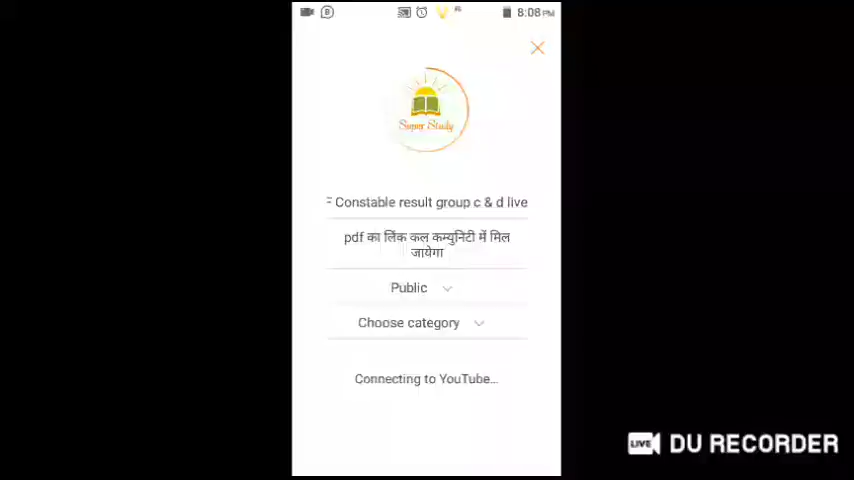 8:08 PM
Super Study
Constable result group c & d live
pdf का लिंक कल कम्युनिटी में मिल
जायेगा
Public
Choose category
Connecting to YouTube...
LIVE DU RECORDER